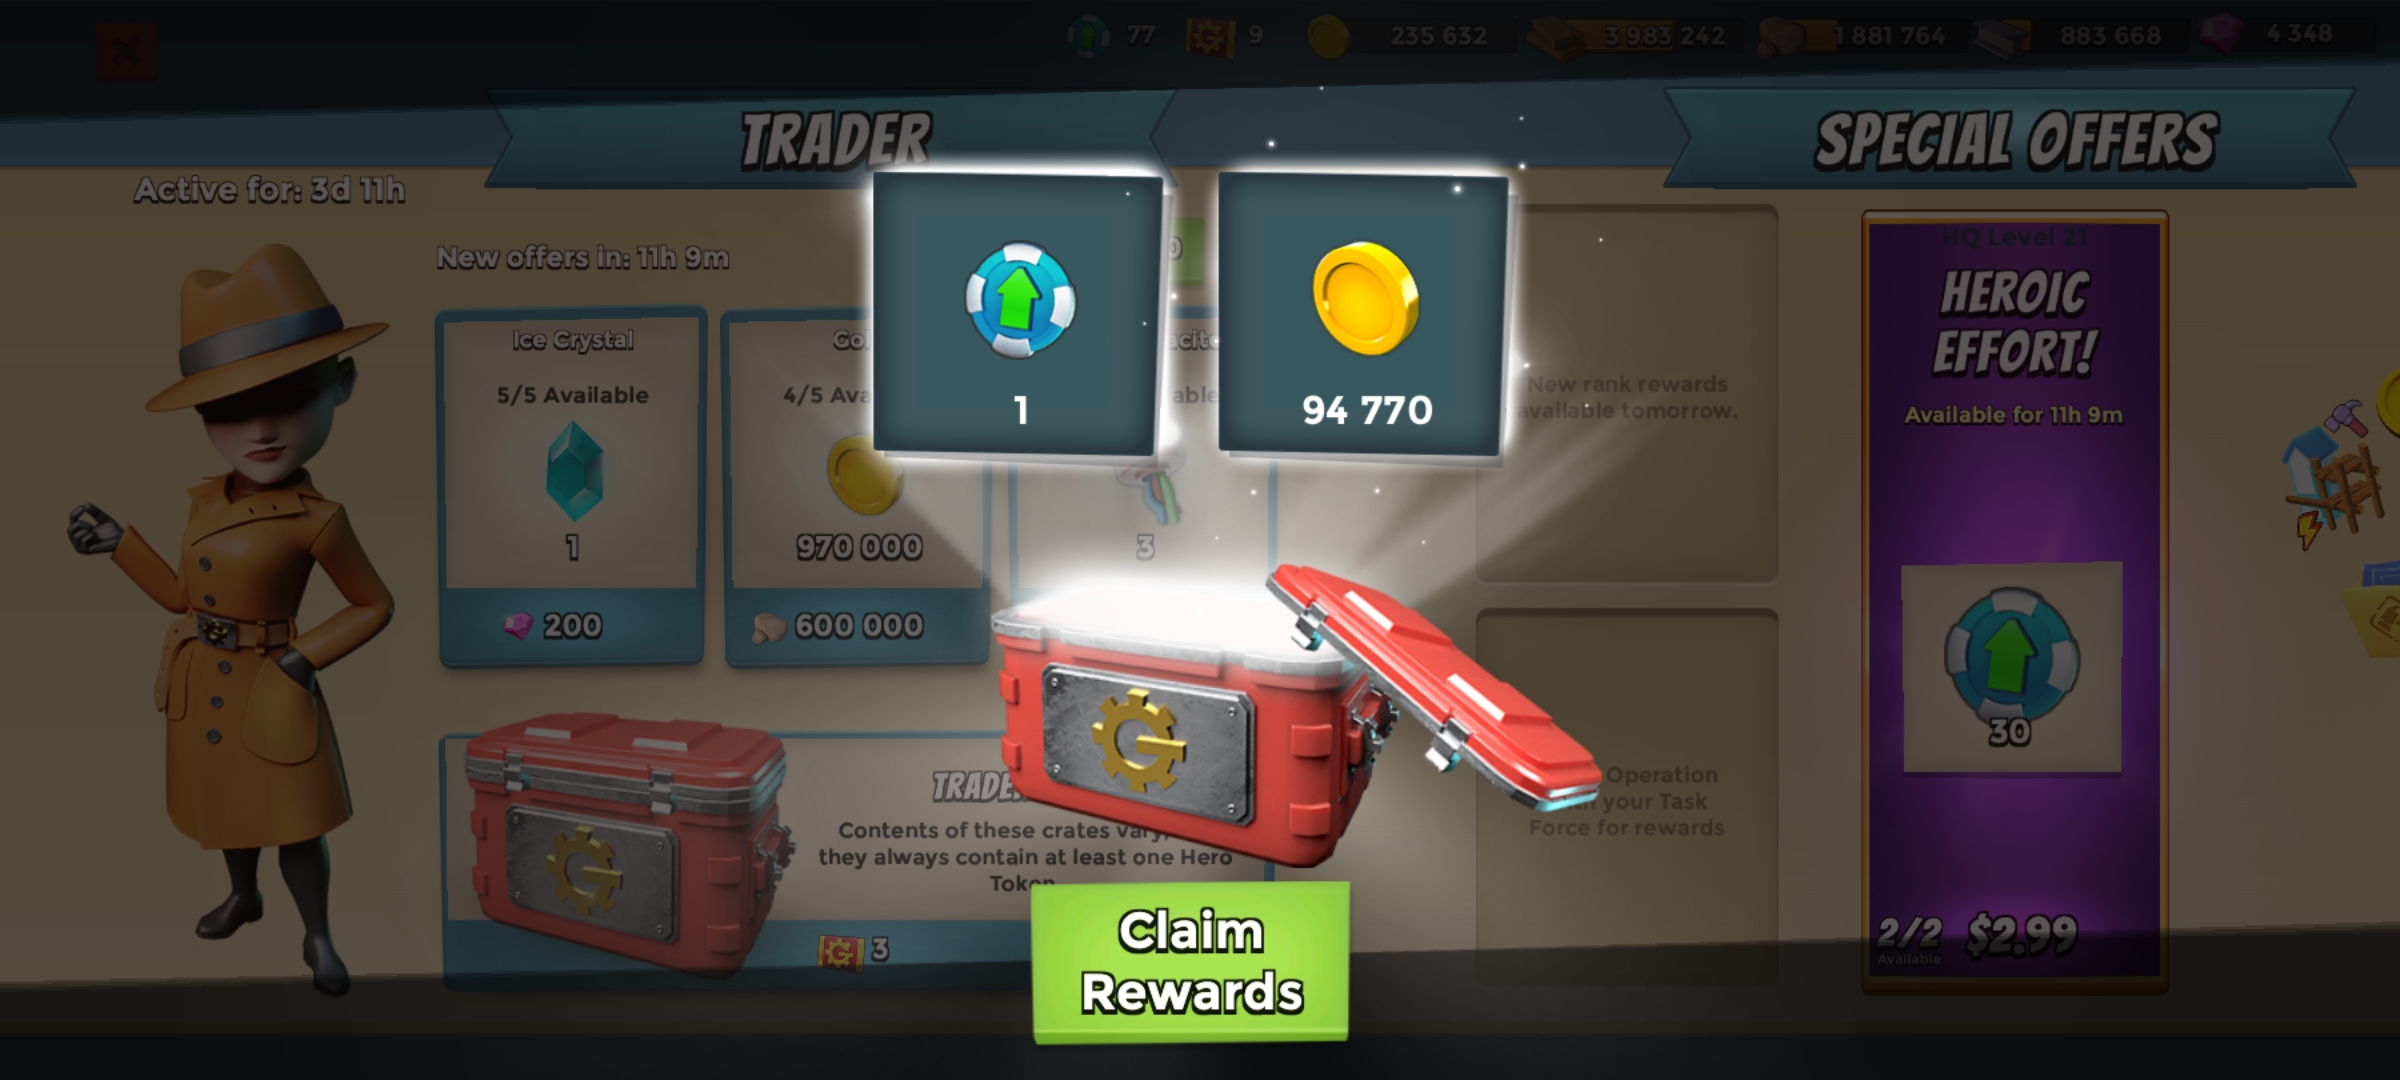 77
9
235 632
3 983 242
1 881 764
883 668
4 348
TRADER
SPECIAL OFFERS
Active for: 3d 11h
New offers in: 11h 9m
Ice Crystal
5/5 Available
1
200
4/5
970 000
600 000
3
1
94 770
New rank rewards
available tomorrow.
Operation
your Task
Force for rewards
HQ Level 21
HEROIC
EFFORT!
Available for 11h 9m
30
2/2
Available
$2.99
Contents of these crates vary,
they always contain at least one Hero
Token
3
Claim
Rewards